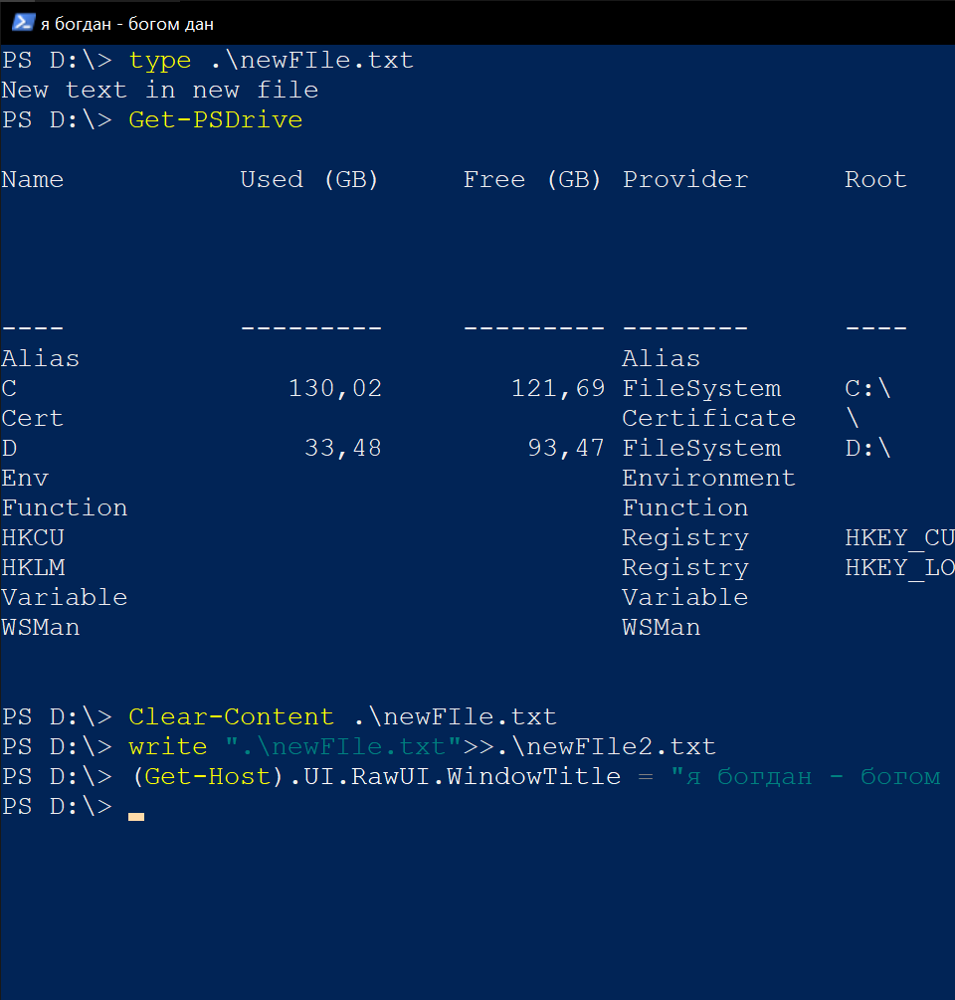 я богдан - богом дан
PS D:\> type .\newFIle.txt
New text in new file
PS D:\> Get-PSDrive
Name Used (GB) Free (GB) Provider Root
---- --------- --------- -------- ----
Alias Alias
C 130,02 121,69 FileSystem C:\
Cert Certificate \
D 33,48 93,47 FileSystem D:\
Env Environment
Function Function
HKCU Registry HKEY_CU
HKLM Registry HKEY_LO
Variable Variable
WSMan WSMan
PS D:\> Clear-Content .\newFIle.txt
PS D:\> write ".\newFIle.txt">>.\newFIle2.txt
PS D:\> (Get-Host).UI.RawUI.WindowTitle = "я богдан - богом
PS D:\>